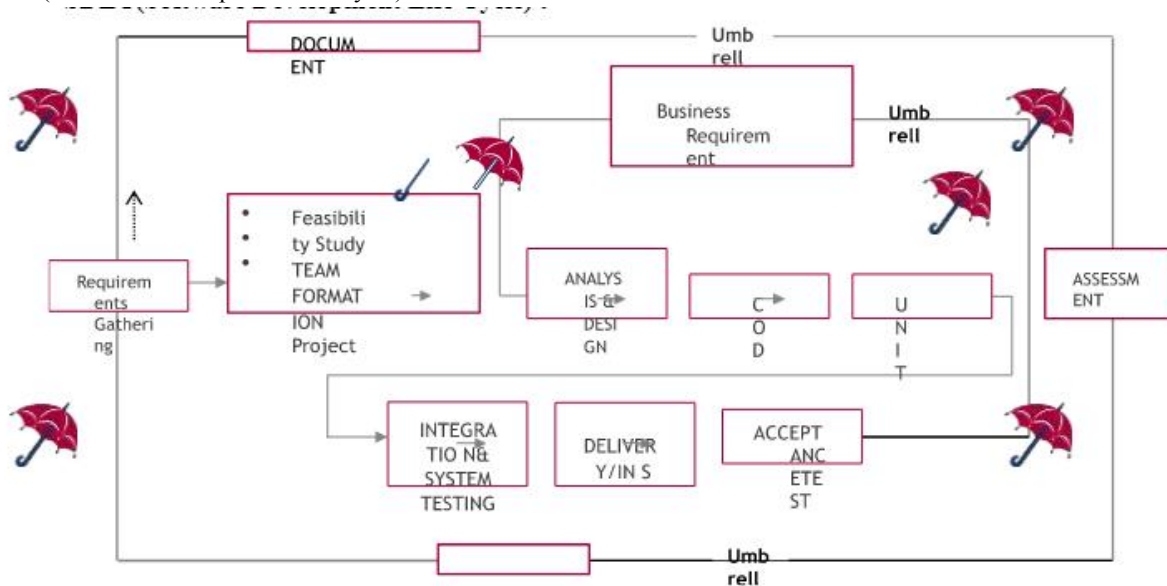 DOCUM
ENT
Umb
rell
Business
Requirem
ent
Umb
rell
Requirem
ents
Gatheri
ng
• Feasibili
• ty Study
• TEAM
FORMAT
ION
Project
ANALYS
IS &
DESI
GN
C
O
D
U
N
I
T
ASSESSM
ENT
INTEGRA
TIO N&
SYSTEM
TESTING
DELIVER
Y/IN S
ACCEPT
ANC
ETE
ST
Umb
rell